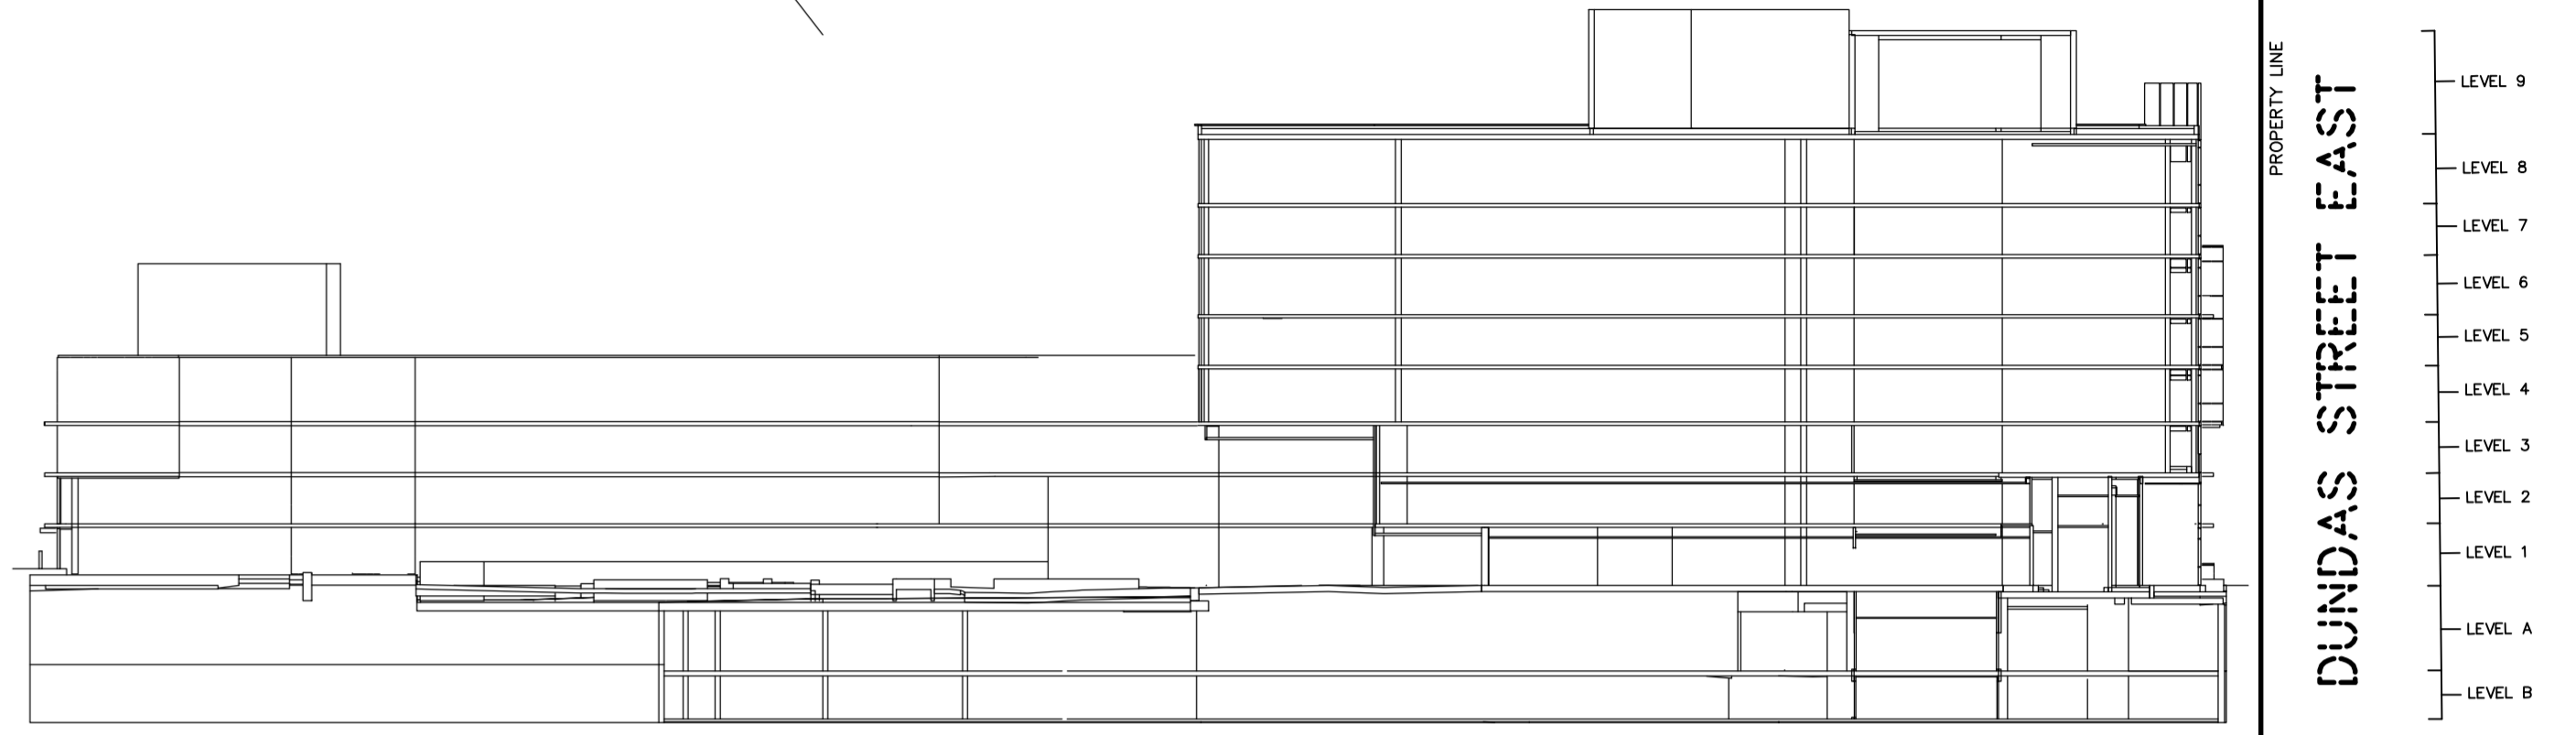 PROPERTY LINE
DUNDAS STREET EAST
LEVEL 9
LEVEL 8
LEVEL 7
LEVEL 6
LEVEL 5
LEVEL 4
LEVEL 3
LEVEL 2
LEVEL 1
LEVEL A
LEVEL B